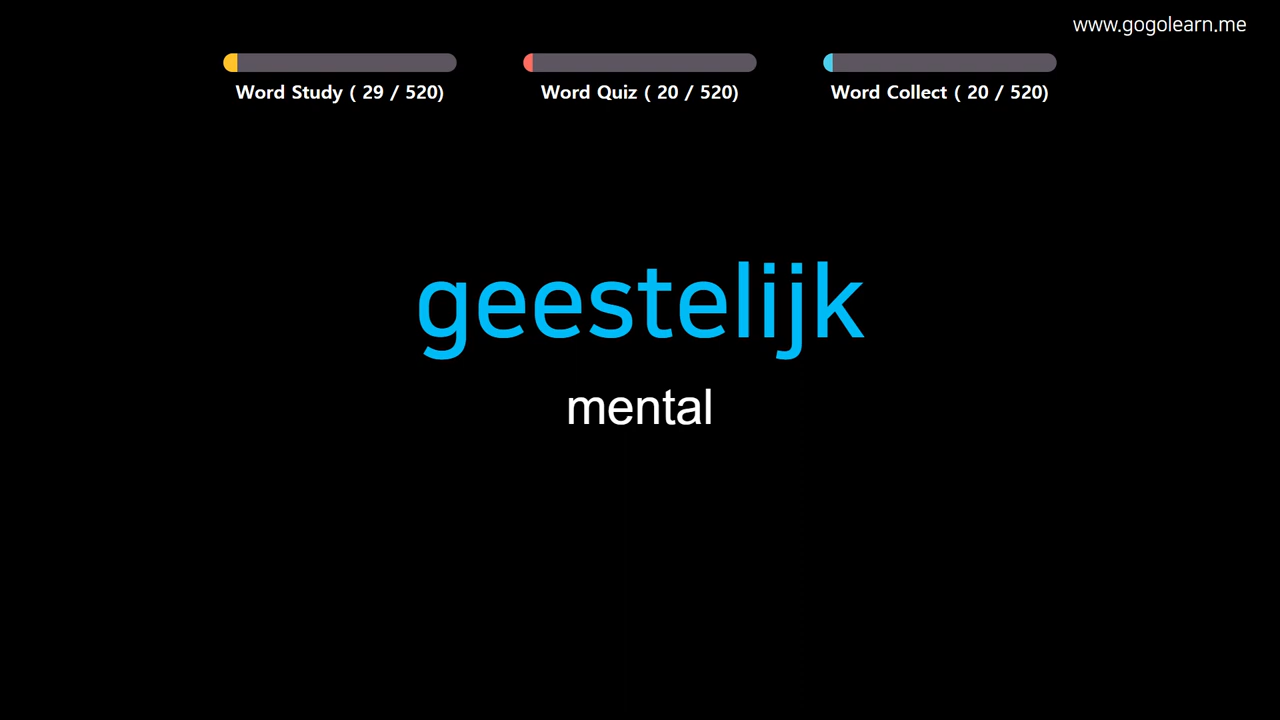 www.gogolearn.me
Word Study ( 29 / 520)
Word Quiz ( 20 / 520)
Word Collect ( 20 / 520)
geestelijk
mental